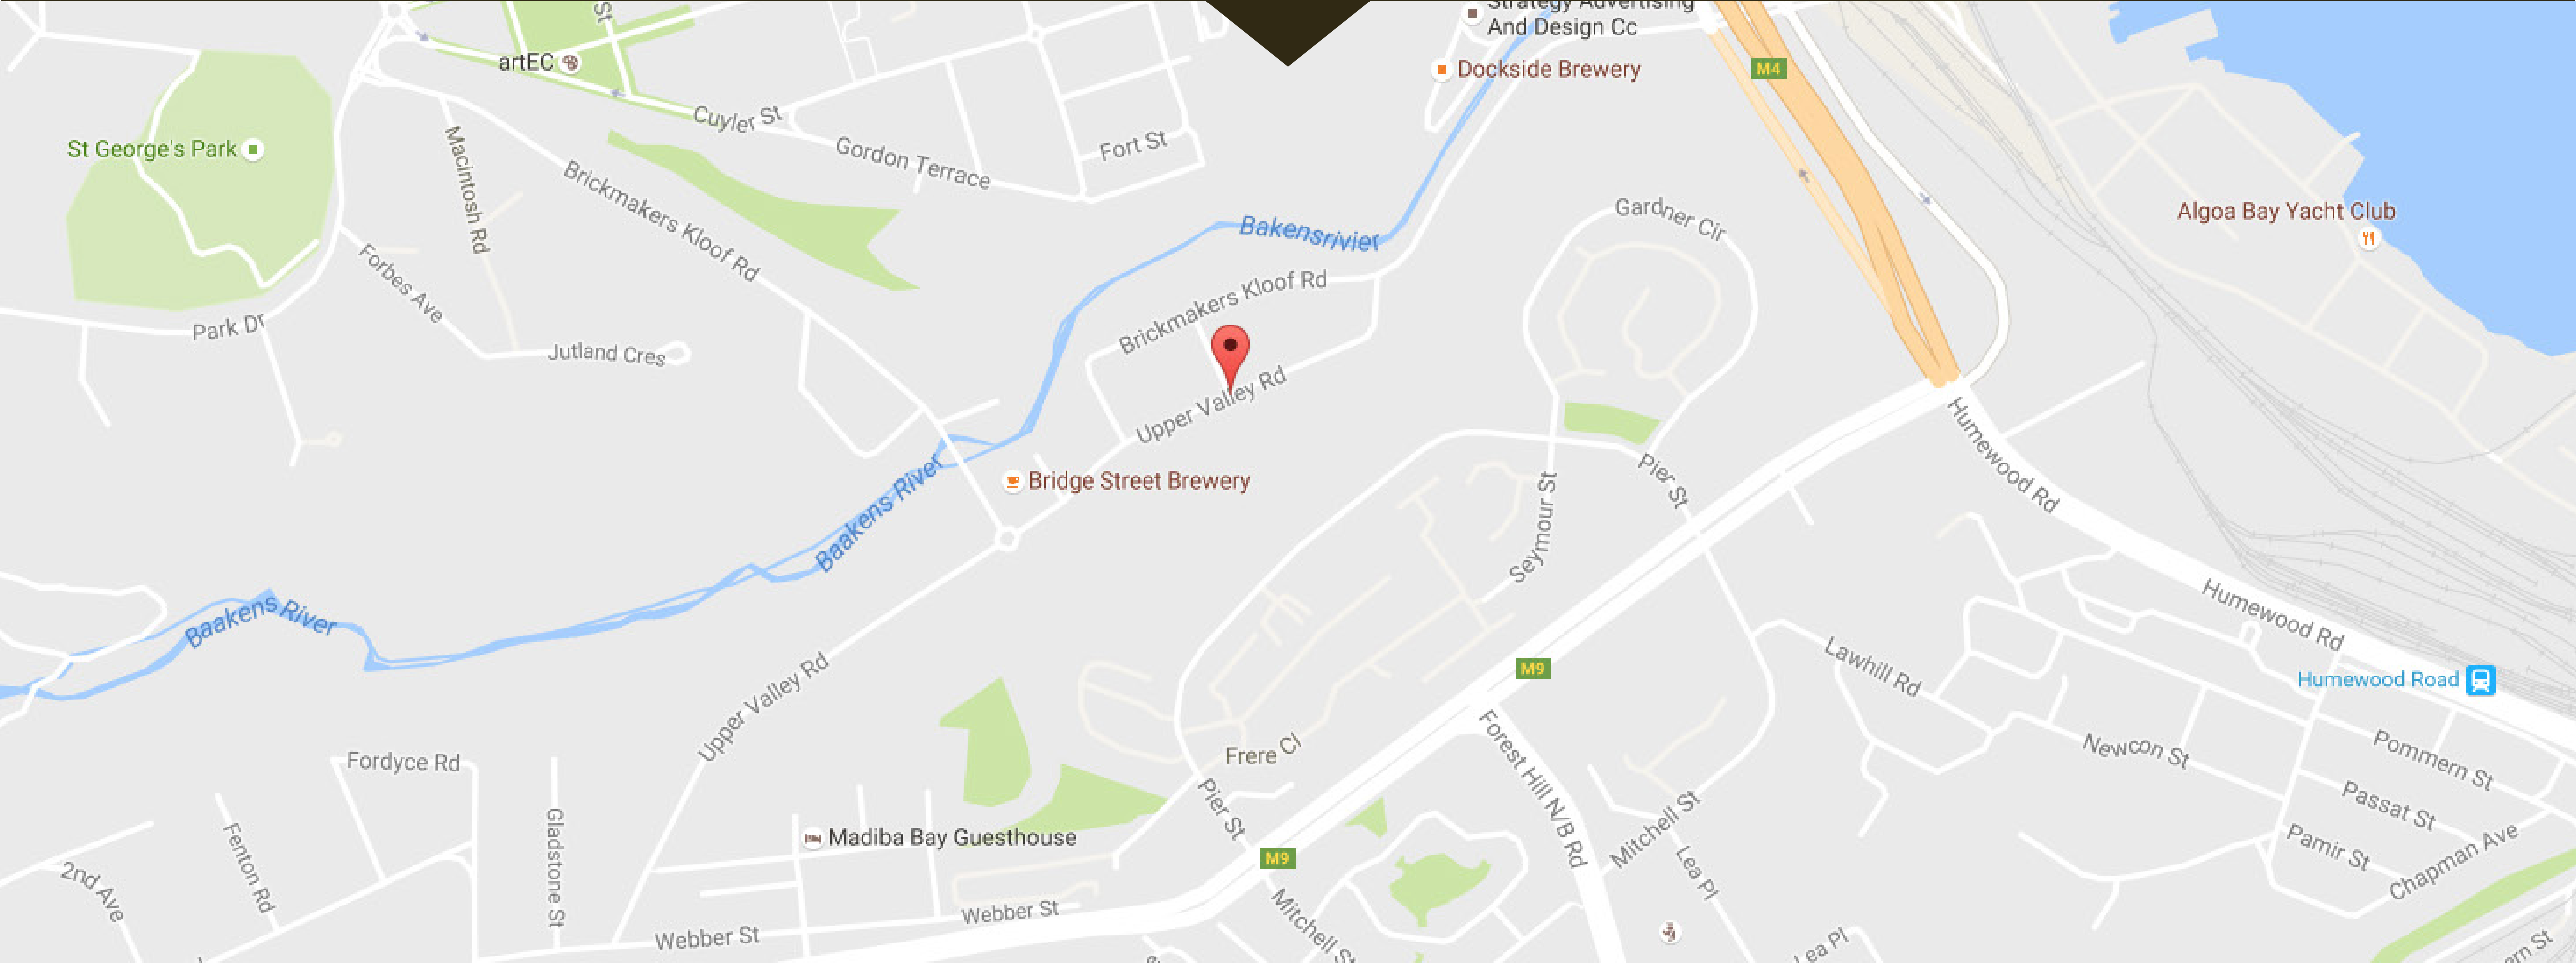 St
Strategy Advertising
And Design Cc
artEC
Dockside Brewery
M4
Cuyler St
St George's Park
Gordon Terrace
Fort St
Macintosh Rd
Brickmakers Kloof Rd
Gardner Cir
Algoa Bay Yacht Club
Bakensrivier
Forbes Ave
Brickmakers Kloof Rd
Park Dr
Jutland Cres
Upper Valley Rd
Humewood Rd
Bridge Street Brewery
Baakens River
Pier St
Seymour St
Baakens River
Humewood Rd
Lawhill Rd
M9
Humewood Road
Upper Valley Rd
Fordyce Rd
Frere Cl
Forest Hill N/B Rd
Newcon St
Pommern St
Passat St
Pier St
Madiba Bay Guesthouse
M9
Mitchell St
Pamir St
Chapman Ave
Gladstone St
Fenton Rd
2nd Ave
Lea Pl
Webber St
Webber St
Mitchell St
Lea Pl
rn St